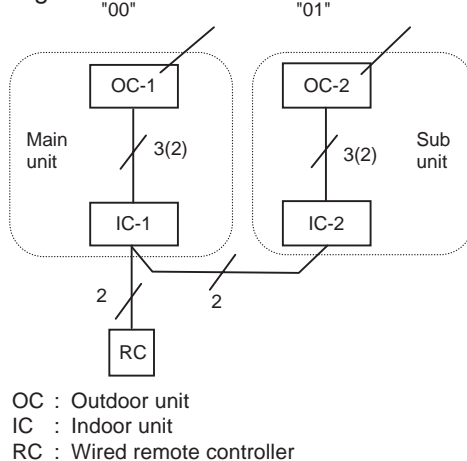 "00" "01"
OC-1 OC-2
Main unit
3(2) 3(2)
Sub unit
IC-1 IC-2
2 2
RC
OC : Outdoor unit
IC : Indoor unit
RC : Wired remote controller